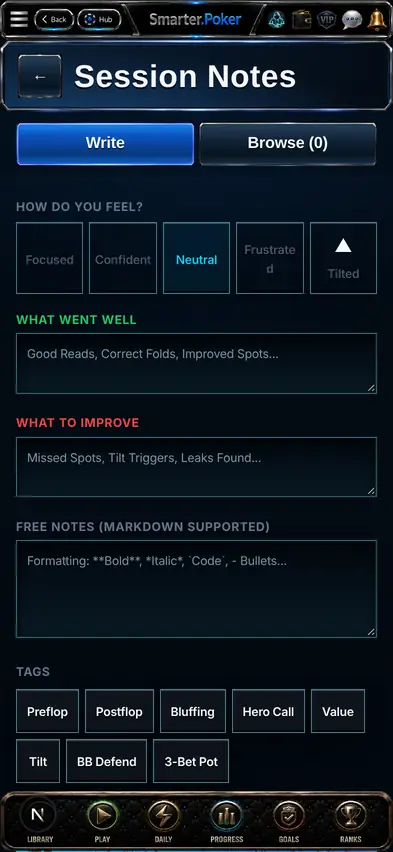 Back
Hub
Smarter.Poker
VIP
←
Session Notes
Write
Browse (0)
HOW DO YOU FEEL?
Focused
Confident
Neutral
Frustrate
d
Tilted
WHAT WENT WELL
Good Reads, Correct Folds, Improved Spots...
WHAT TO IMPROVE
Missed Spots, Tilt Triggers, Leaks Found...
FREE NOTES (MARKDOWN SUPPORTED)
Formatting: **Bold**, *Italic*, `Code`, - Bullets...
TAGS
Preflop
Postflop
Bluffing
Hero Call
Value
Tilt
BB Defend
3-Bet Pot
N
LIBRARY
PLAY
DAILY
PROGRESS
GOALS
RANKS